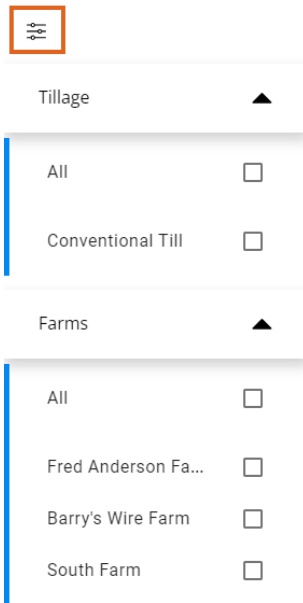 Tillage
All
Conventional Till
Farms
All
Fred Anderson Fa...
Barry's Wire Farm
South Farm